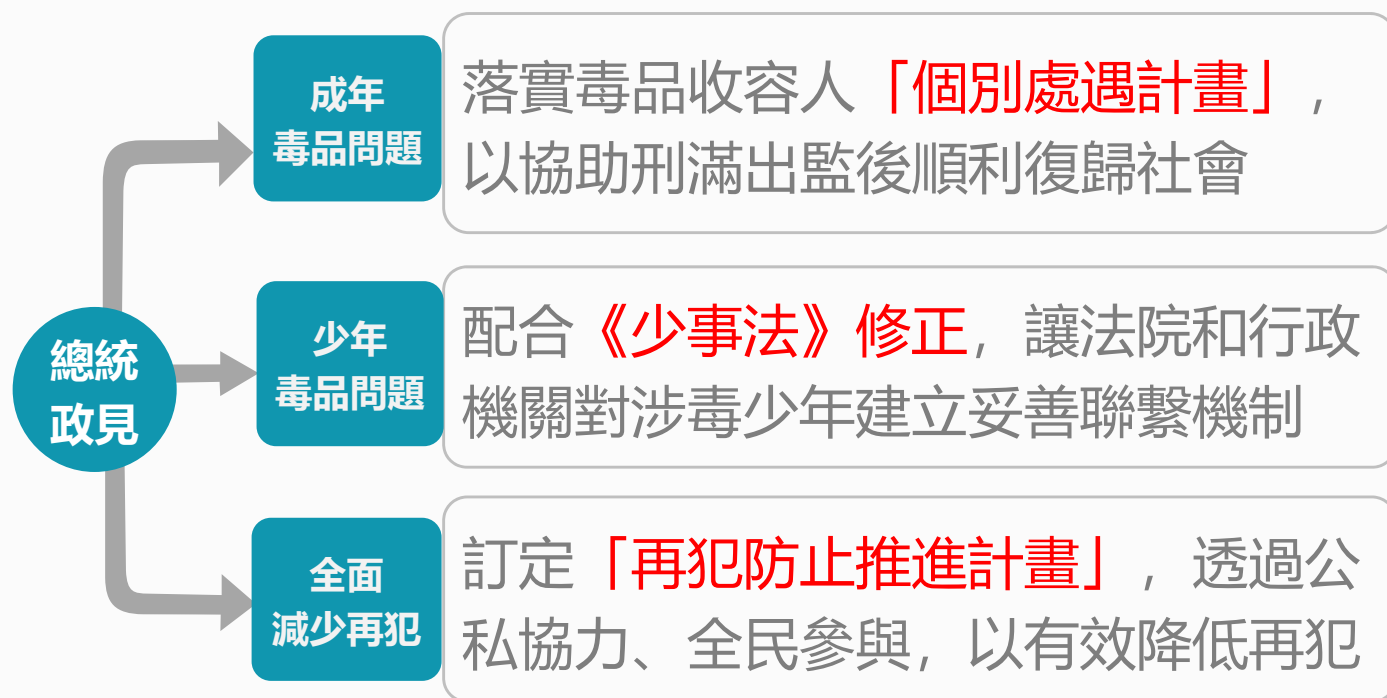 總統
政見
成年
毒品問題
落實毒品收容人「個別處遇計畫」,
以協助刑滿出監後順利復歸社會
少年
毒品問題
配合《少事法》修正, 讓法院和行政
機關對涉毒少年建立妥善聯繫機制
全面
減少再犯
訂定「再犯防止推進計畫」, 透過公
私協力、全民參與, 以有效降低再犯